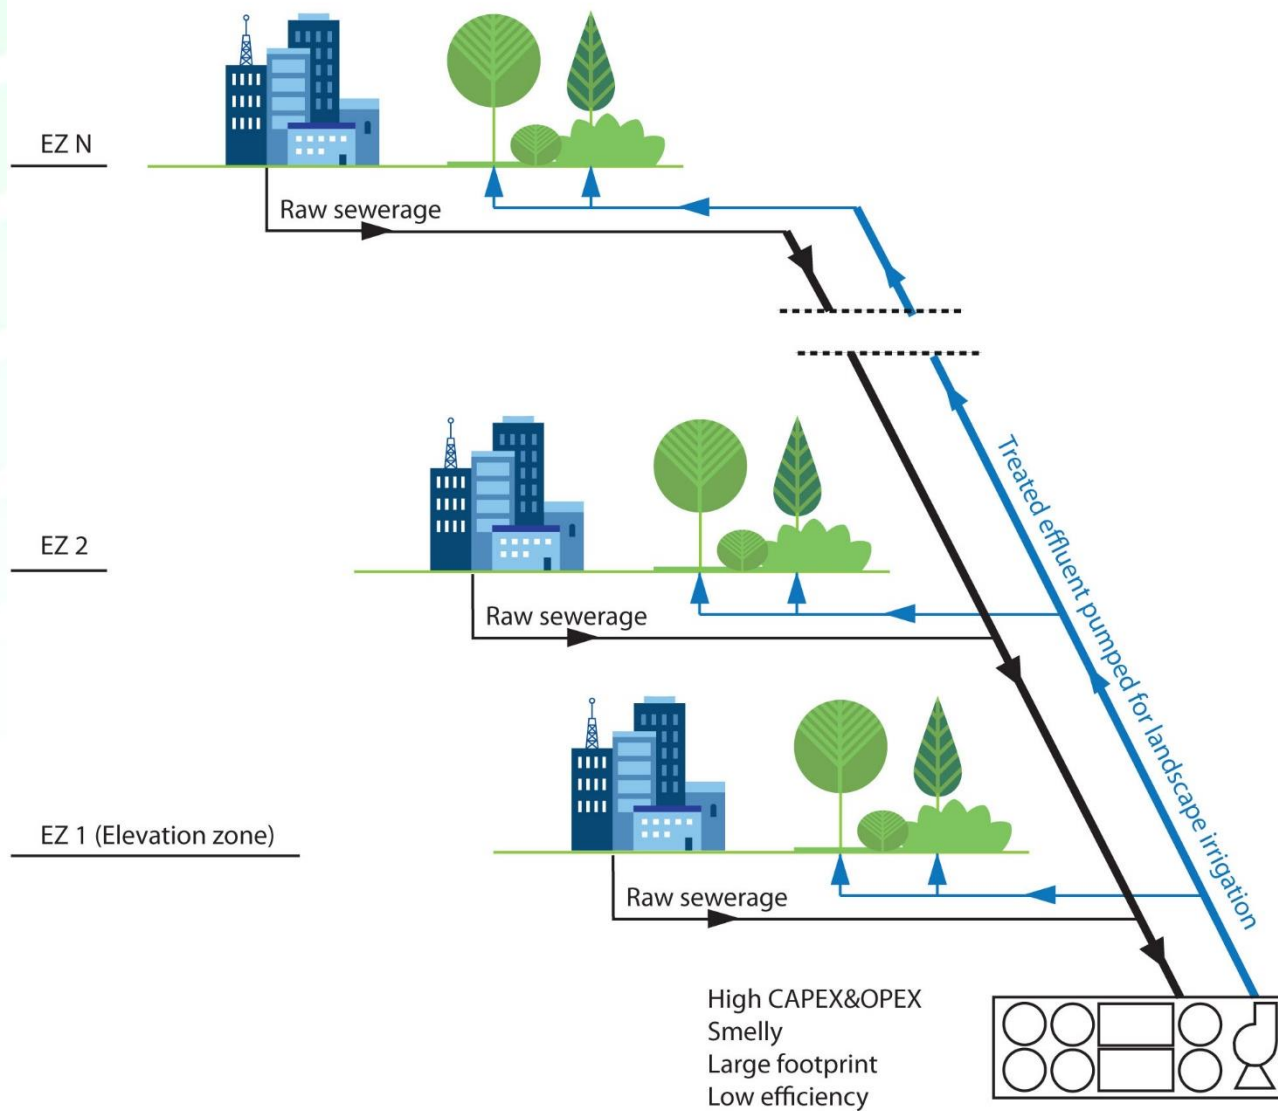 EZ N
Raw sewerage
Treated effluent pumped for landscape irrigation
EZ 2
Raw sewerage
EZ 1 (Elevation zone)
Raw sewerage
High CAPEX&OPEX
Smelly
Large footprint
Low efficiency